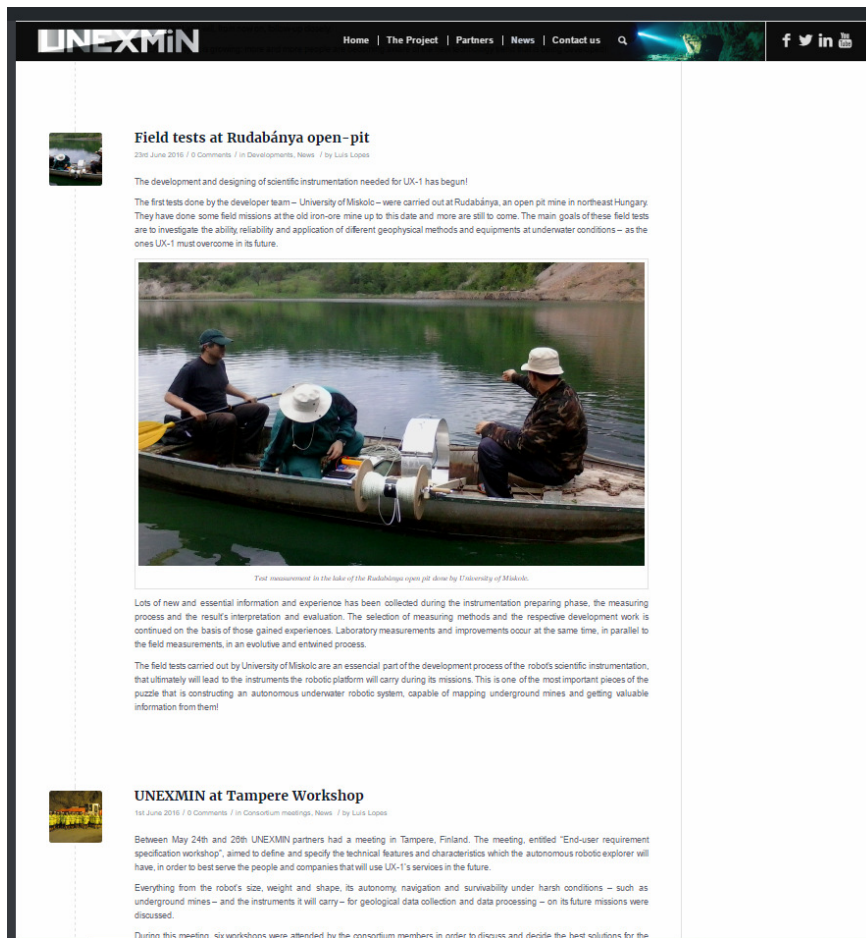 UNEXMiN
Home | The Project | Partners | News | Contact us
You
Tube
Field tests at Rudabánya open-pit
23rd June 2016 / 0 Comments / in Developments, News / by Luis Lopes
The development and designing of scientific instrumentation needed for UX-1 has begun!
The first tests done by the developer team – University of Miskolc – were carried out at Rudabánya, an open pit mine in northeast Hungary.
They have done some field missions at the old iron-ore mine up to this date and more are still to come. The main goals of these field tests
are to investigate the ability, reliability and application of different geophysical methods and equipments at underwater conditions – as the
ones UX-1 must overcome in its future.
Test measurement in the lake of the Rudabánya open pit done by University of Miskolc.
Lots of new and essential information and experience has been collected during the instrumentation preparing phase, the measuring
process and the result's interpretation and evaluation. The selection of measuring methods and the respective development work is
continued on the basis of those gained experiences. Laboratory measurements and improvements occur at the same time, in parallel to
the field measurements, in an evolutive and entwined process.
The field tests carried out by University of Miskolc are an essencial part of the development process of the robot's scientific instrumentation,
that ultimately will lead to the instruments the robotic platform will carry during its missions. This is one of the most important pieces of the
puzzle that is constructing an autonomous underwater robotic system, capable of mapping underground mines and getting valuable
information from them!
UNEXMIN at Tampere Workshop
1st June 2016 / 0 Comments / in Consortium meetings, News / by Luis Lopes
Between May 24th and 26th UNEXMIN partners had a meeting in Tampere, Finland. The meeting, entitled "End-user requirement
specification workshop", aimed to define and specify the technical features and characteristics which the autonomous robotic explorer will
have, in order to best serve the people and companies that will use UX-1's services in the future.
Everything from the robot's size, weight and shape, its autonomy, navigation and survivability under harsh conditions – such as
underground mines – and the instruments it will carry – for geological data collection and data processing – on its future missions were
discussed.
During this meeting, six workshops were attended by the consortium members in order to discuss and decide the best solutions for the